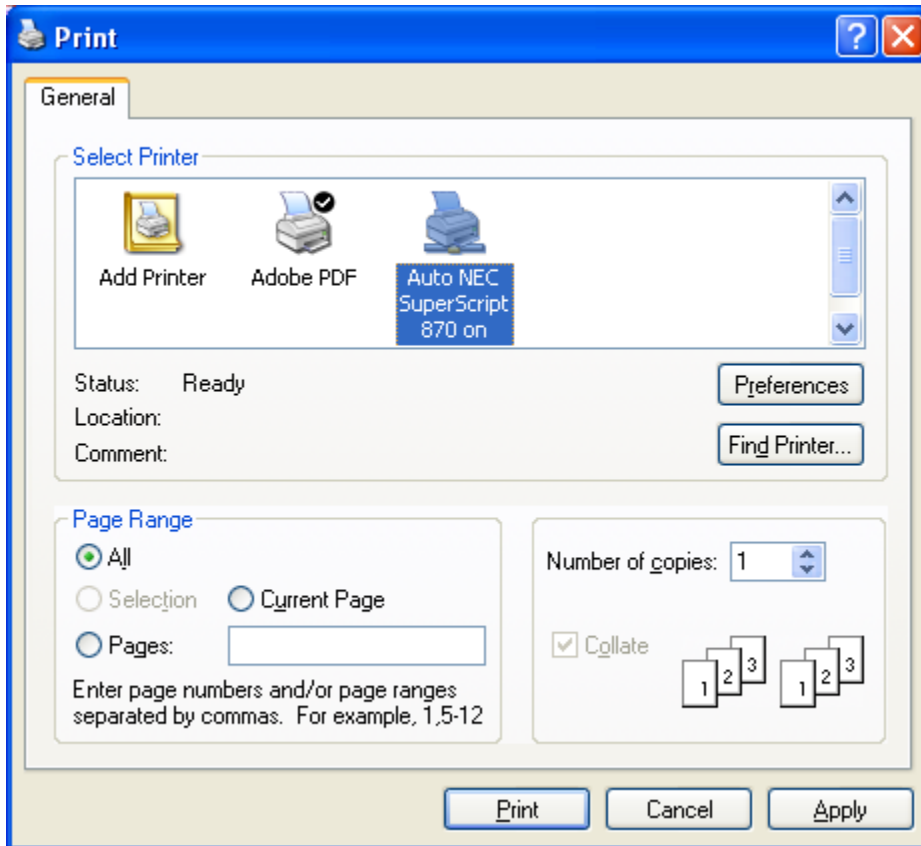 Print
General
Select Printer
Add Printer
Adobe PDF
Auto NEC
SuperScript
870 on
Status: Ready
Preferences
Location:
Comment:
Find Printer...
Page Range
All
Number of copies: 1
Selection
Current Page
Pages:
Collate
1 2 3 1 2 3
Enter page numbers and/or page ranges
separated by commas. For example, 1,5-12
Print
Cancel
Apply